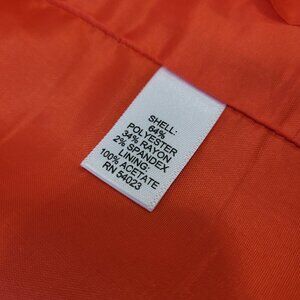 SHELL:
64%
POLYESTER
34% RAYON
2% SPANDEX
LINING:
100% ACETATE
RN 54023